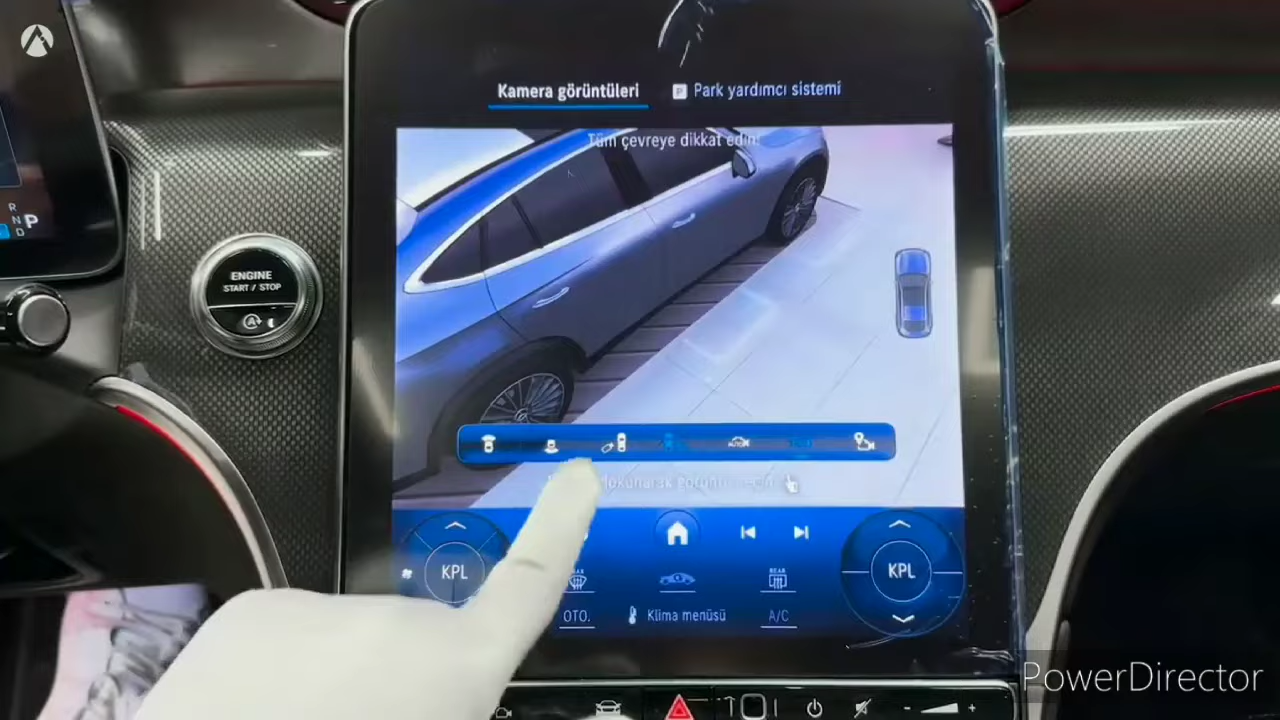 Kamera görüntüleri
P Park yardımcı sistemi
Tüm çevreye dikkat edin!
R
N
D
P
ENGINE
START / STOP
A
KPL
KPL
AUTO
REAR
OTO.
Klima menüsü
A/C
- +
PowerDirector